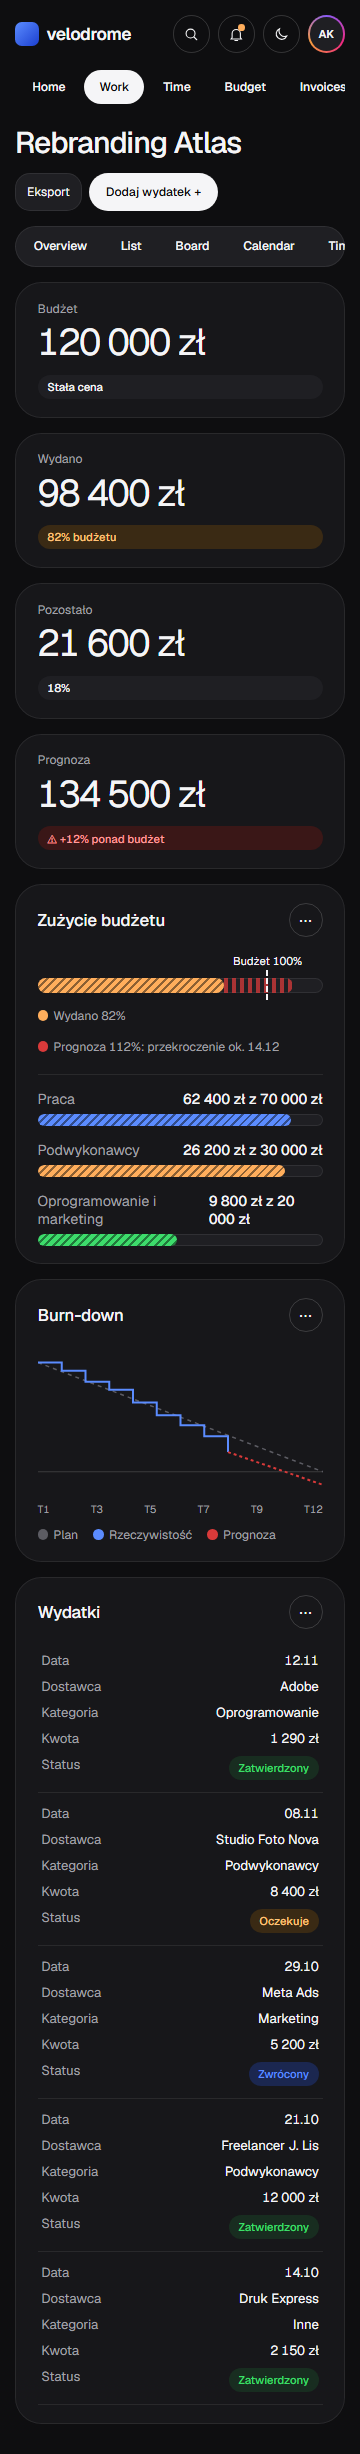 velodrome AK
Home Work Time Budget Invoices
Rebranding Atlas
Eksport Dodaj wydatek +
Overview List Board Calendar
Budżet
120 000 zł
Stała cena
Wydano
98 400 zł
82% budżetu
Pozostało
21 600 zł
18%
Prognoza
134 500 zł
+12% ponad budżet
Zużycie budżetu
Budżet 100%
Wydano 82%
Prognoza 112%: przekroczenie ok. 14.12
Praca 62 400 zł z 70 000 zł
Podwykonawcy 26 200 zł z 30 000 zł
Oprogramowanie i 9 800 zł z 20
marketing 000 zł
Burn-down
T1 T3 T5 T7 T9 T12
Plan Rzeczywistość Prognoza
Wydatki
Data 12.11
Dostawca Adobe
Kategoria Oprogramowanie
Kwota 1 290 zł
Status Zatwierdzony
Data 08.11
Dostawca Studio Foto Nova
Kategoria Podwykonawcy
Kwota 8 400 zł
Status Oczekuje
Data 29.10
Dostawca Meta Ads
Kategoria Marketing
Kwota 5 200 zł
Status Zwrócony
Data 21.10
Dostawca Freelancer J. Lis
Kategoria Podwykonawcy
Kwota 12 000 zł
Status Zatwierdzony
Data 14.10
Dostawca Druk Express
Kategoria Inne
Kwota 2 150 zł
Status Zatwierdzony